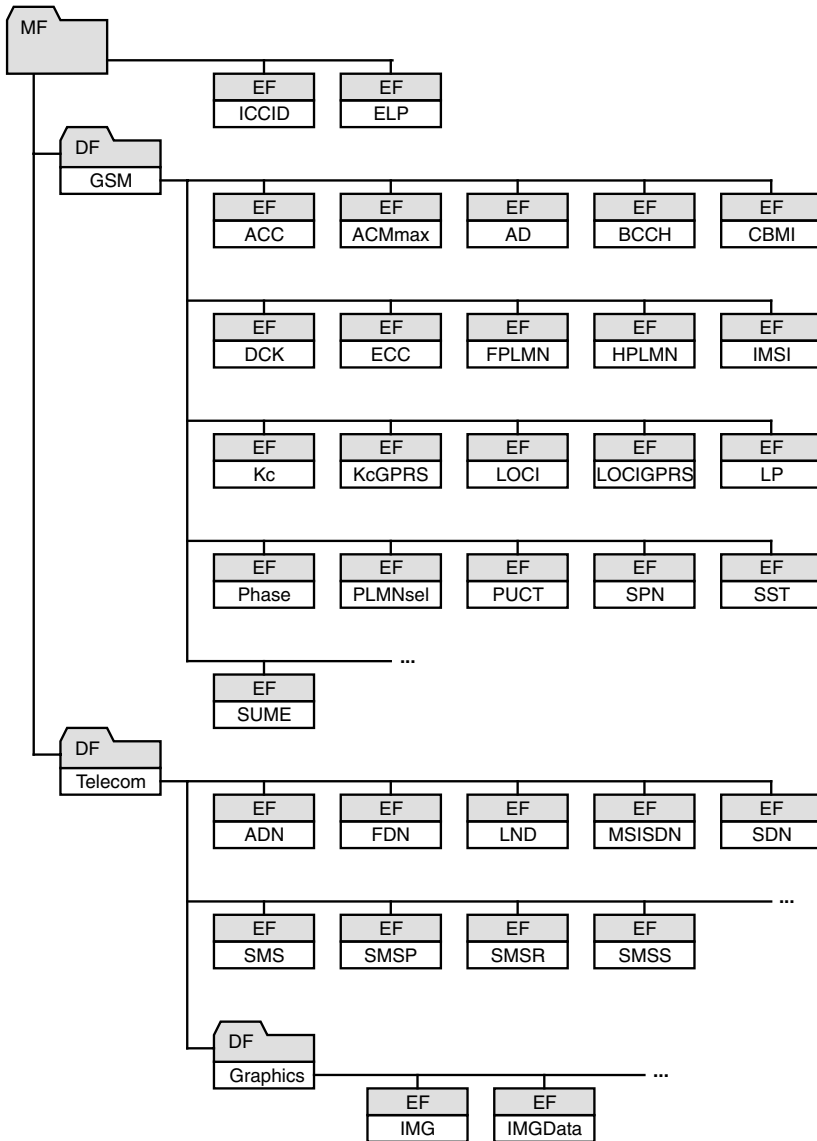 MF
EF EF
ICCID ELP
DF
GSM
EF EF EF EF EF
ACC ACMmax AD BCCH CBMI
EF EF EF EF EF
DCK ECC FPLMN HPLMN IMSI
EF EF EF EF EF
Kc KcGPRS LOCI LOCIGPRS LP
EF EF EF EF EF
Phase PLMNsel PUCT SPN SST
...
EF
SUME
DF
Telecom
EF EF EF EF EF
ADN FDN LND MSISDN SDN
...
EF EF EF EF
SMS SMSP SMSR SMSS
DF
Graphics
...
EF EF
IMG IMGData